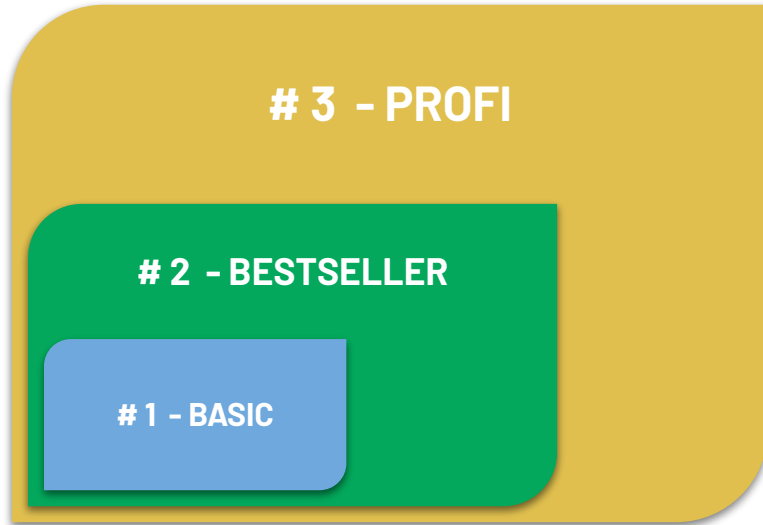 # 3 - PROFI
# 2 - BESTSELLER
# 1 - BASIC